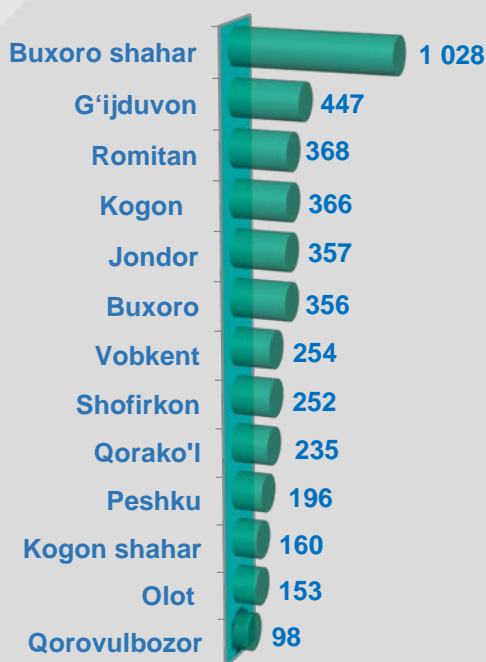 Buxoro shahar 1 028
G‘ijduvon 447
Romitan 368
Kogon 366
Jondor 357
Buxoro 356
Vobkent 254
Shofirkon 252
Qorako'l 235
Peshku 196
Kogon shahar 160
Olot 153
Qorovulbozor 98